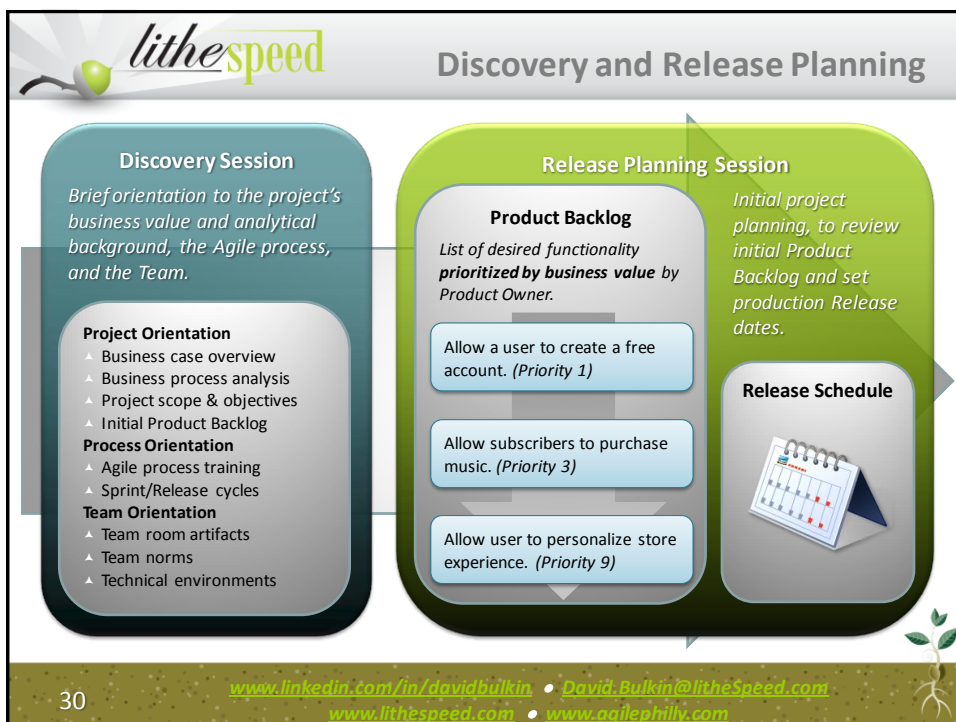 lithespeed
Discovery and Release Planning
Discovery Session
Brief orientation to the project's
business value and analytical
background, the Agile process,
and the Team.
Project Orientation
Business case overview
Business process analysis
Project scope & objectives
Initial Product Backlog
Process Orientation
Agile process training
Sprint/Release cycles
Team Orientation
Team room artifacts
Team norms
Technical environments
Release Planning Session
Product Backlog
List of desired functionality
prioritized by business value by
Product Owner.
Allow a user to create a free
account. (Priority 1)
Allow subscribers to purchase
music. (Priority 3)
Allow user to personalize store
experience. (Priority 9)
Initial project
planning, to review
initial Product
Backlog and set
production Release
dates.
Release Schedule
30
www.linkedin.com/in/davidbulkin ● David.Bulkin@litheSpeed.com
www.lithespeed.com ● www.agilephilly.com